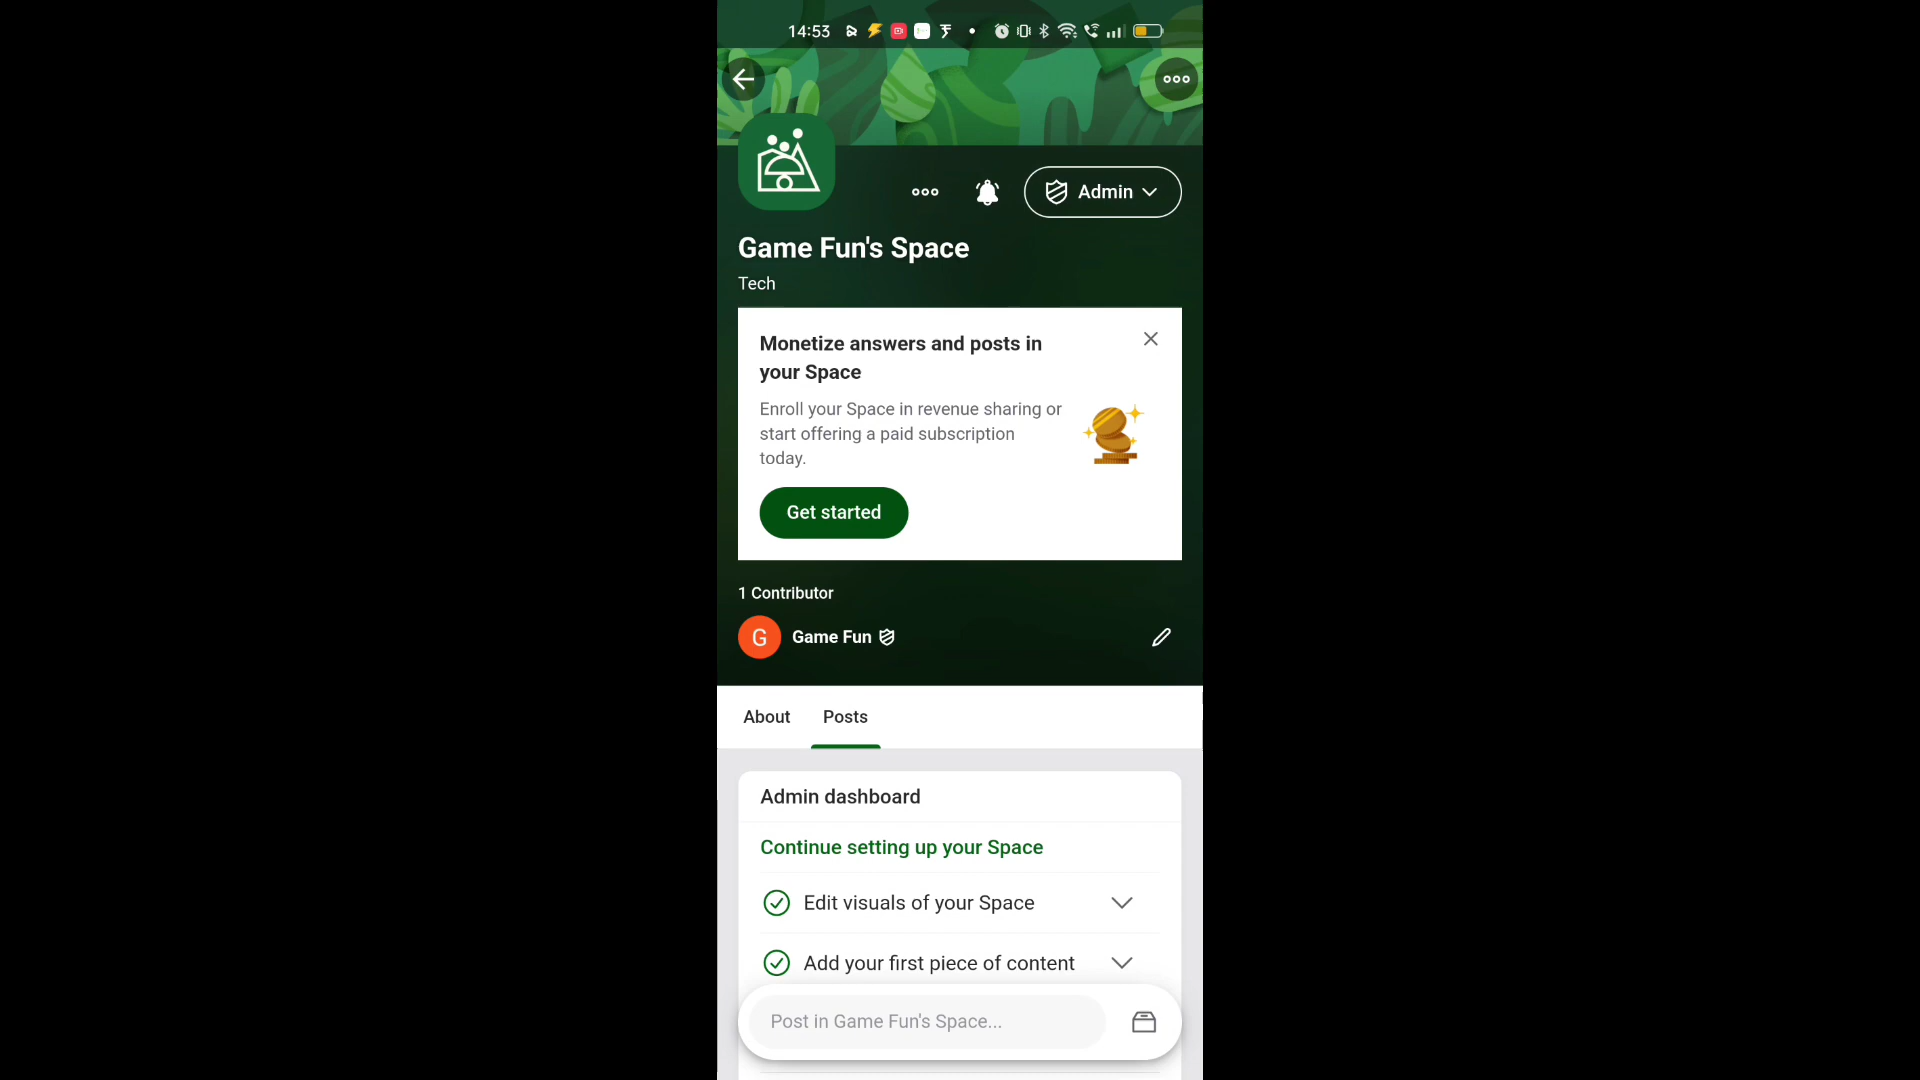 14:53
Admin
Game Fun's Space
Tech
Monetize answers and posts in
your Space
Enroll your Space in revenue sharing or
start offering a paid subscription
today.
Get started
1 Contributor
G
Game Fun
About
Posts
Admin dashboard
Continue setting up your Space
Edit visuals of your Space
Add your first piece of content
Post in Game Fun's Space...